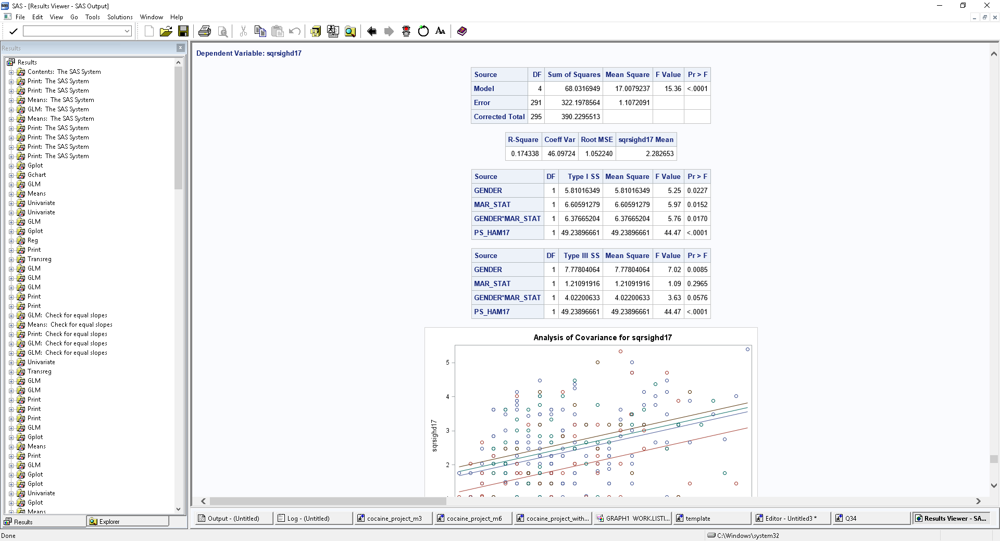 SAS - [Results Viewer - SAS Output]
File Edit View Go Tools Solutions Window Help
Results
Results
Contents: The SAS System
Print: The SAS System
Print: The SAS System
Means: The SAS System
GLM: The SAS System
Means: The SAS System
Print: The SAS System
Print: The SAS System
Print: The SAS System
Print: The SAS System
Gplot
Gchart
GLM
Means
Univariate
Univariate
GLM
Gplot
Reg
Print
Transreg
GLM
GLM
GLM
Print
Print
GLM: Check for equal slopes
Means: Check for equal slopes
Print: Check for equal slopes
GLM: Check for equal slopes
GLM: Check for equal slopes
Univariate
Transreg
GLM
GLM
Print
Print
Print
GLM
Gplot
Means
Print
GLM
Gplot
Gplot
Univariate
Gplot
Means
Results Explorer
Dependent Variable: sqrsighd17
Source DF Sum of Squares Mean Square F Value Pr > F
Model 4 68.0316949 17.0079237 15.36 <.0001
Error 291 322.1978564 1.1072091
Corrected Total 295 390.2295513
R-Square Coeff Var Root MSE sqrsighd17 Mean
0.174338 46.09724 1.052240 2.282653
Source DF Type I SS Mean Square F Value Pr > F
GENDER 1 5.81016349 5.81016349 5.25 0.0227
MAR_STAT 1 6.60591279 6.60591279 5.97 0.0152
GENDER*MAR_STAT 1 6.37665204 6.37665204 5.76 0.0170
PS_HAM17 1 49.23896661 49.23896661 44.47 <.0001
Source DF Type III SS Mean Square F Value Pr > F
GENDER 1 7.77804064 7.77804064 7.02 0.0085
MAR_STAT 1 1.21091916 1.21091916 1.09 0.2965
GENDER*MAR_STAT 1 4.02200633 4.02200633 3.63 0.0576
PS_HAM17 1 49.23896661 49.23896661 44.47 <.0001
Analysis of Covariance for sqrsighd17
5
4
3
2
sqrsighd17
Output - (Untitled) Log - (Untitled) cocaine_project_m3 cocaine_project_m6 cocaine_project_with... GRAPH1 WORK.LISTI... template Editor - Untitled3 * Q34 Results Viewer - SA...
Done
C:\Windows\system32